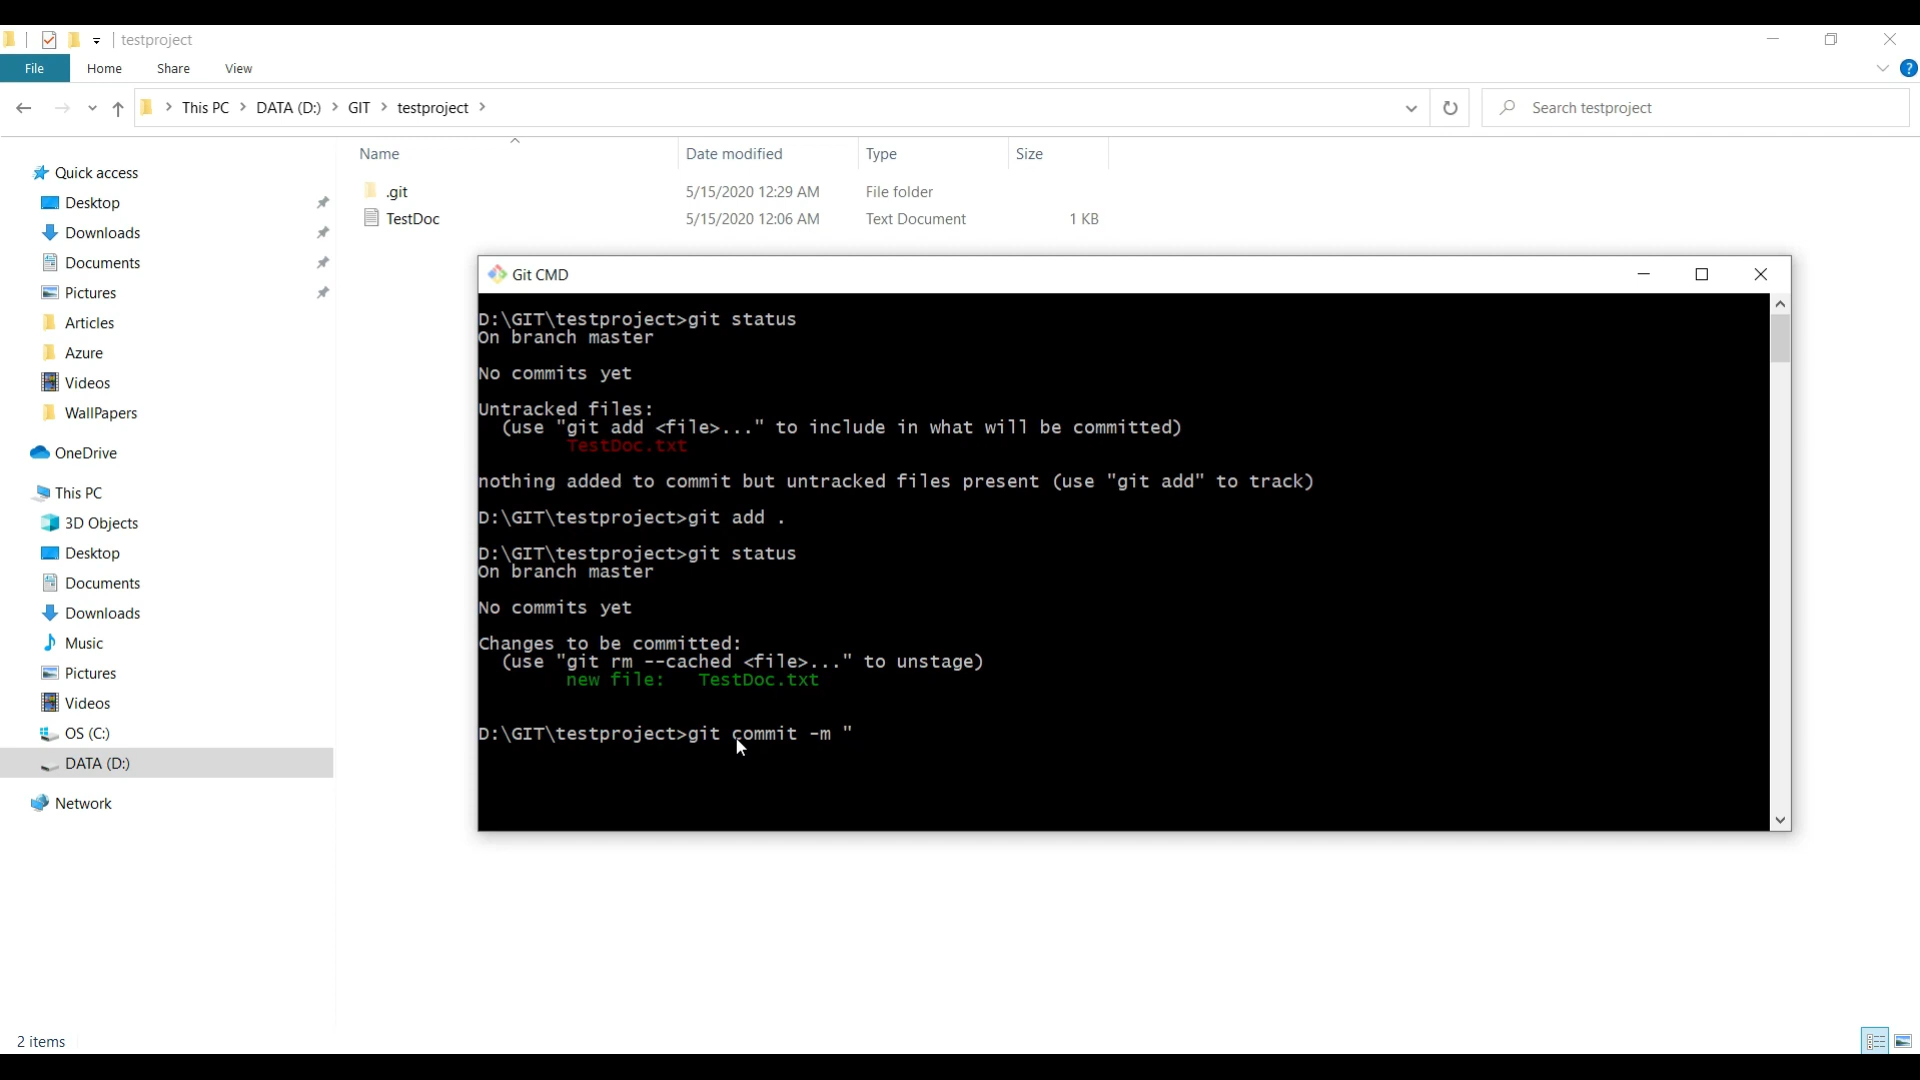 testproject
File Home Share View
This PC > DATA (D:) > GIT > testproject >
Search testproject
Name Date modified Type Size
.git 5/15/2020 12:29 AM File folder
TestDoc 5/15/2020 12:06 AM Text Document 1 KB
Quick access
Desktop
Downloads
Documents
Pictures
Articles
Azure
Videos
WallPapers
OneDrive
This PC
3D Objects
Desktop
Documents
Downloads
Music
Pictures
Videos
OS (C:)
DATA (D:)
Network
Git CMD
D:\GIT\testproject>git status
On branch master
No commits yet
Untracked files:
(use "git add <file>..." to include in what will be committed)
TestDoc.txt
nothing added to commit but untracked files present (use "git add" to track)
D:\GIT\testproject>git add .
D:\GIT\testproject>git status
On branch master
No commits yet
Changes to be committed:
(use "git rm --cached <file>..." to unstage)
new file: TestDoc.txt
D:\GIT\testproject>git commit -m "
2 items